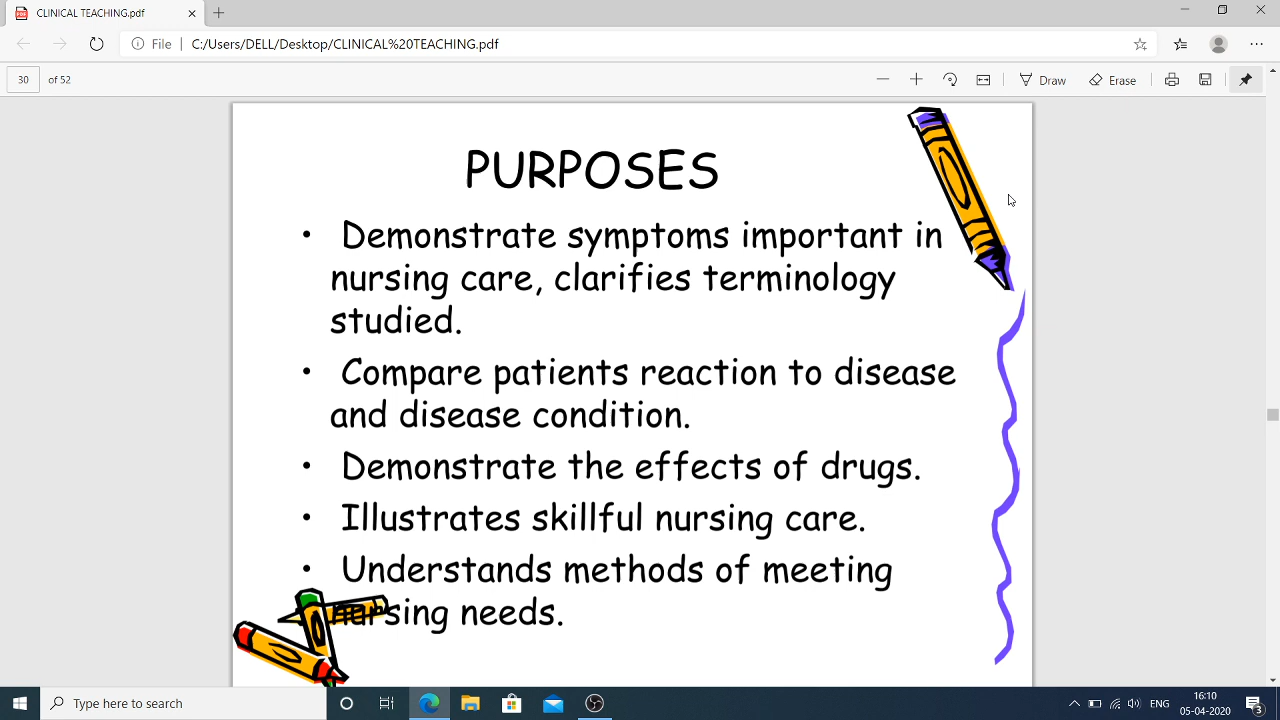 CLINICAL TEACHING.pdf
File C:/Users/DELL/Desktop/CLINICAL%20TEACHING.pdf
30 of 52 Draw Erase
PURPOSES
• Demonstrate symptoms important in
nursing care, clarifies terminology
studied.
• Compare patients reaction to disease
and disease condition.
• Demonstrate the effects of drugs.
• Illustrates skillful nursing care.
• Understands methods of meeting
nursing needs.
Type here to search
ENG
16:10
05-04-2020
3